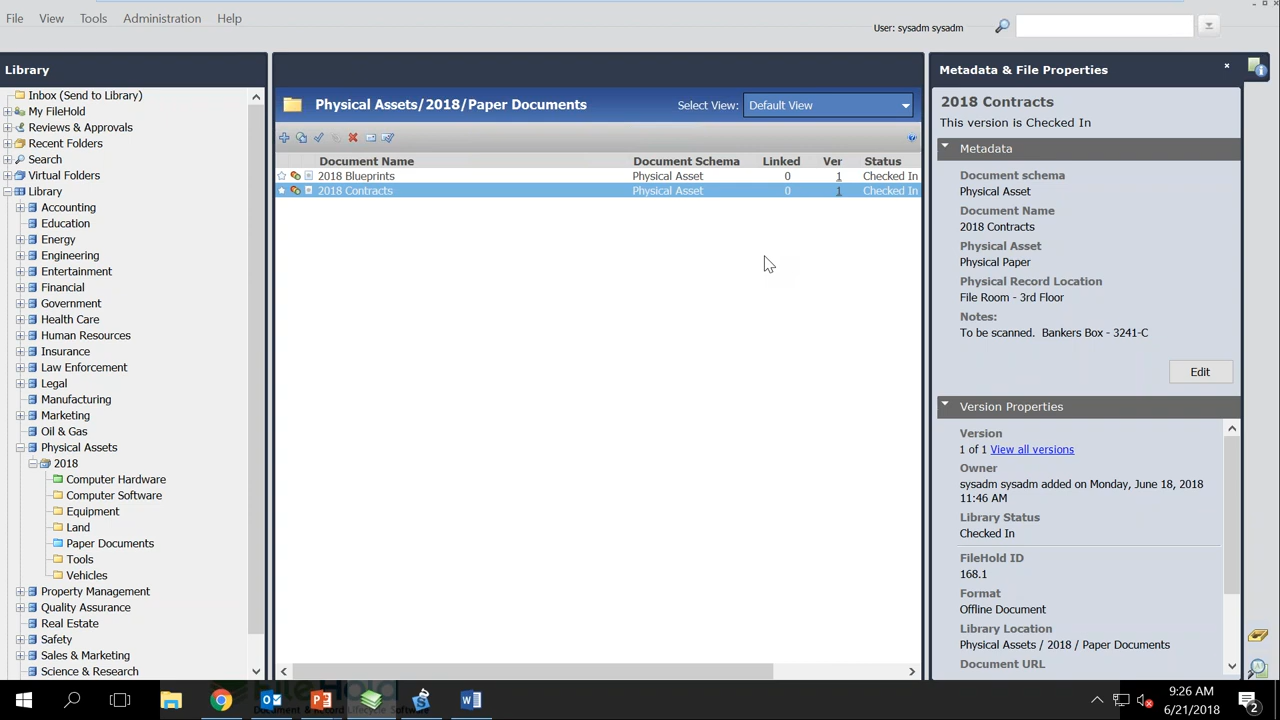 File View Tools Administration Help
User: sysadm sysadm
Library
Inbox (Send to Library)
My FileHold
Reviews & Approvals
Recent Folders
Search
Virtual Folders
Library
Accounting
Education
Energy
Engineering
Entertainment
Financial
Government
Health Care
Human Resources
Insurance
Law Enforcement
Legal
Manufacturing
Marketing
Oil & Gas
Physical Assets
2018
Computer Hardware
Computer Software
Equipment
Land
Paper Documents
Tools
Vehicles
Property Management
Quality Assurance
Real Estate
Safety
Sales & Marketing
Science & Research
Physical Assets/2018/Paper Documents
Select View: Default View
Document Name Document Schema Linked Ver Status
2018 Blueprints Physical Asset 0 1 Checked In
2018 Contracts Physical Asset 0 1 Checked In
Metadata & File Properties
2018 Contracts
This version is Checked In
Metadata
Document schema
Physical Asset
Document Name
2018 Contracts
Physical Asset
Physical Paper
Physical Record Location
File Room - 3rd Floor
Notes:
To be scanned. Bankers Box - 3241-C
Edit
Version Properties
Version
1 of 1 View all versions
Owner
sysadm sysadm added on Monday, June 18, 2018
11:46 AM
Library Status
Checked In
FileHold ID
168.1
Format
Offline Document
Library Location
Physical Assets / 2018 / Paper Documents
Document URL
FileHold
Document & Record Lifecycle Software
9:26 AM
6/21/2018
2